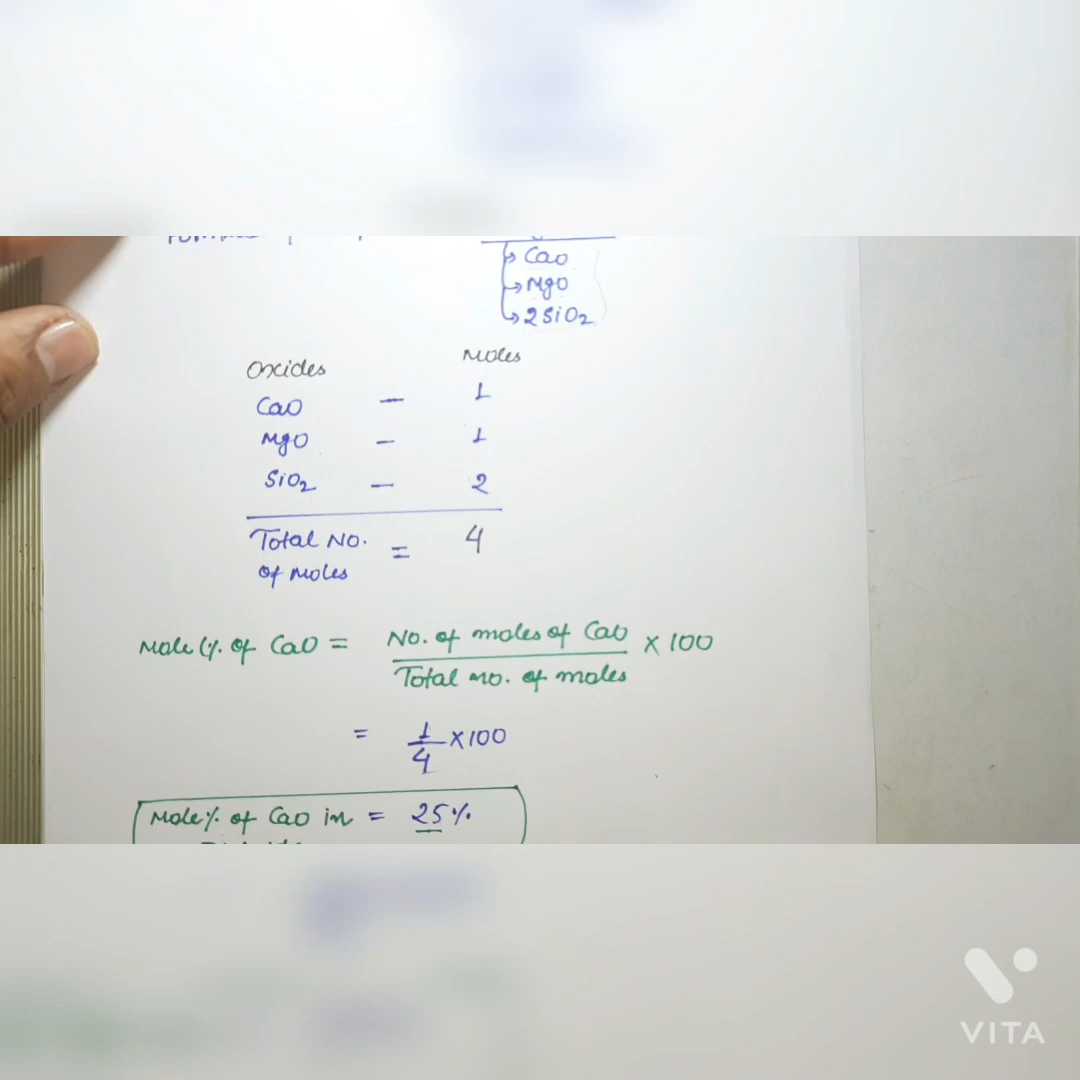 CaO
MgO
2SiO₂
Oxides Moles
CaO – 1
MgO – 1
SiO₂ – 2
Total No. of moles = 4
Mole % of CaO = No. of moles of CaO / Total no. of moles × 100
= 1/4 × 100
Mole % of CaO in = 25%
VITA